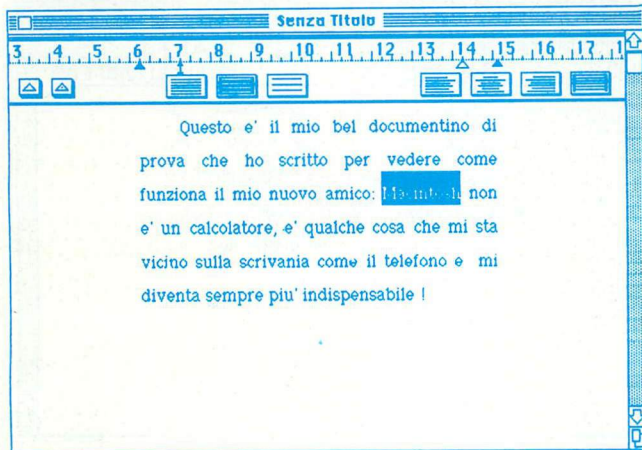 Senza Titolo
3 4 5 6 7 8 9 10 11 12 13 14 15 16 17 1
Questo e' il mio bel documentino di
prova che ho scritto per vedere come
funziona il mio nuovo amico: Macintosh non
e' un calcolatore, e' qualche cosa che mi sta
vicino sulla scrivania come il telefono e mi
diventa sempre piu' indispensabile !